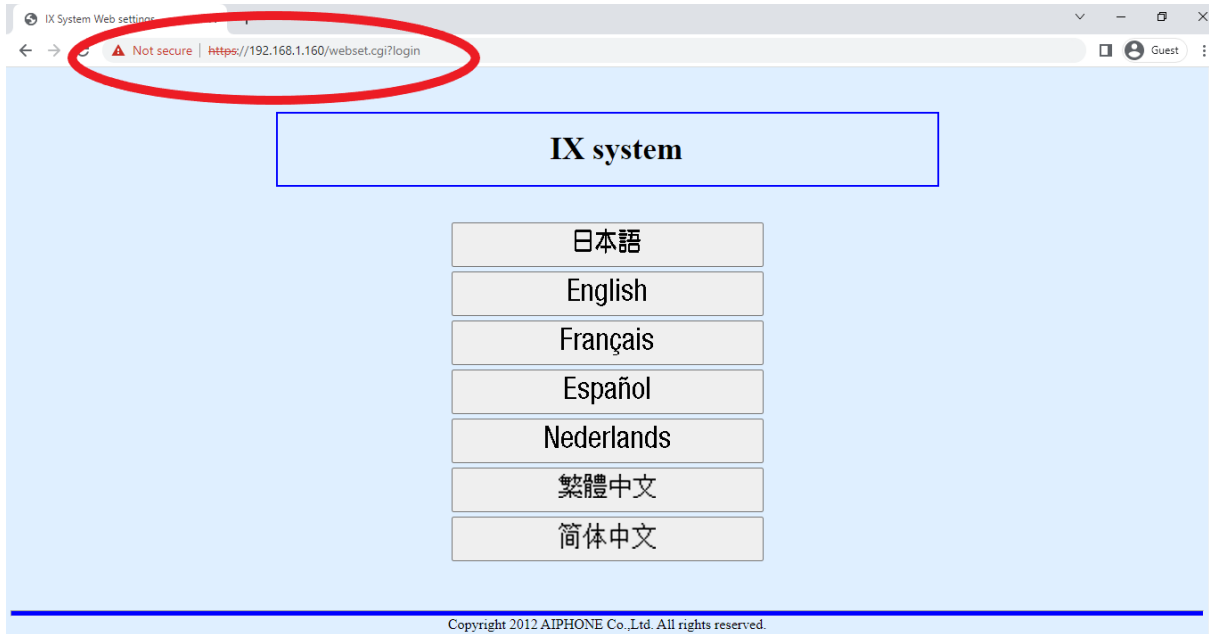 IX System Web settings
Not secure | https://192.168.1.160/webset.cgi?login
Guest
IX system
日本語
English
Français
Español
Nederlands
繁體中文
简体中文
Copyright 2012 AIPHONE Co.,Ltd. All rights reserved.